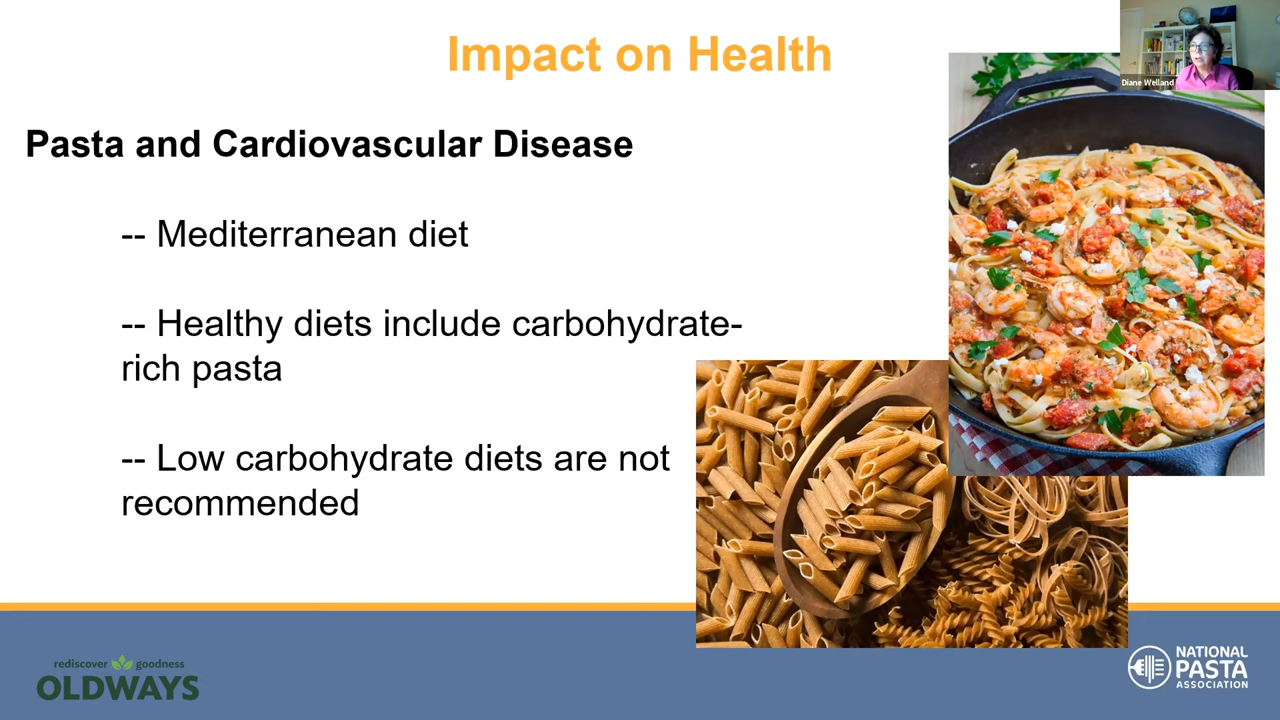 Impact on Health
Diane Welland
Pasta and Cardiovascular Disease
-- Mediterranean diet
-- Healthy diets include carbohydrate-
rich pasta
-- Low carbohydrate diets are not
recommended
rediscover goodness
OLDWAYS
NATIONAL
PASTA
ASSOCIATION